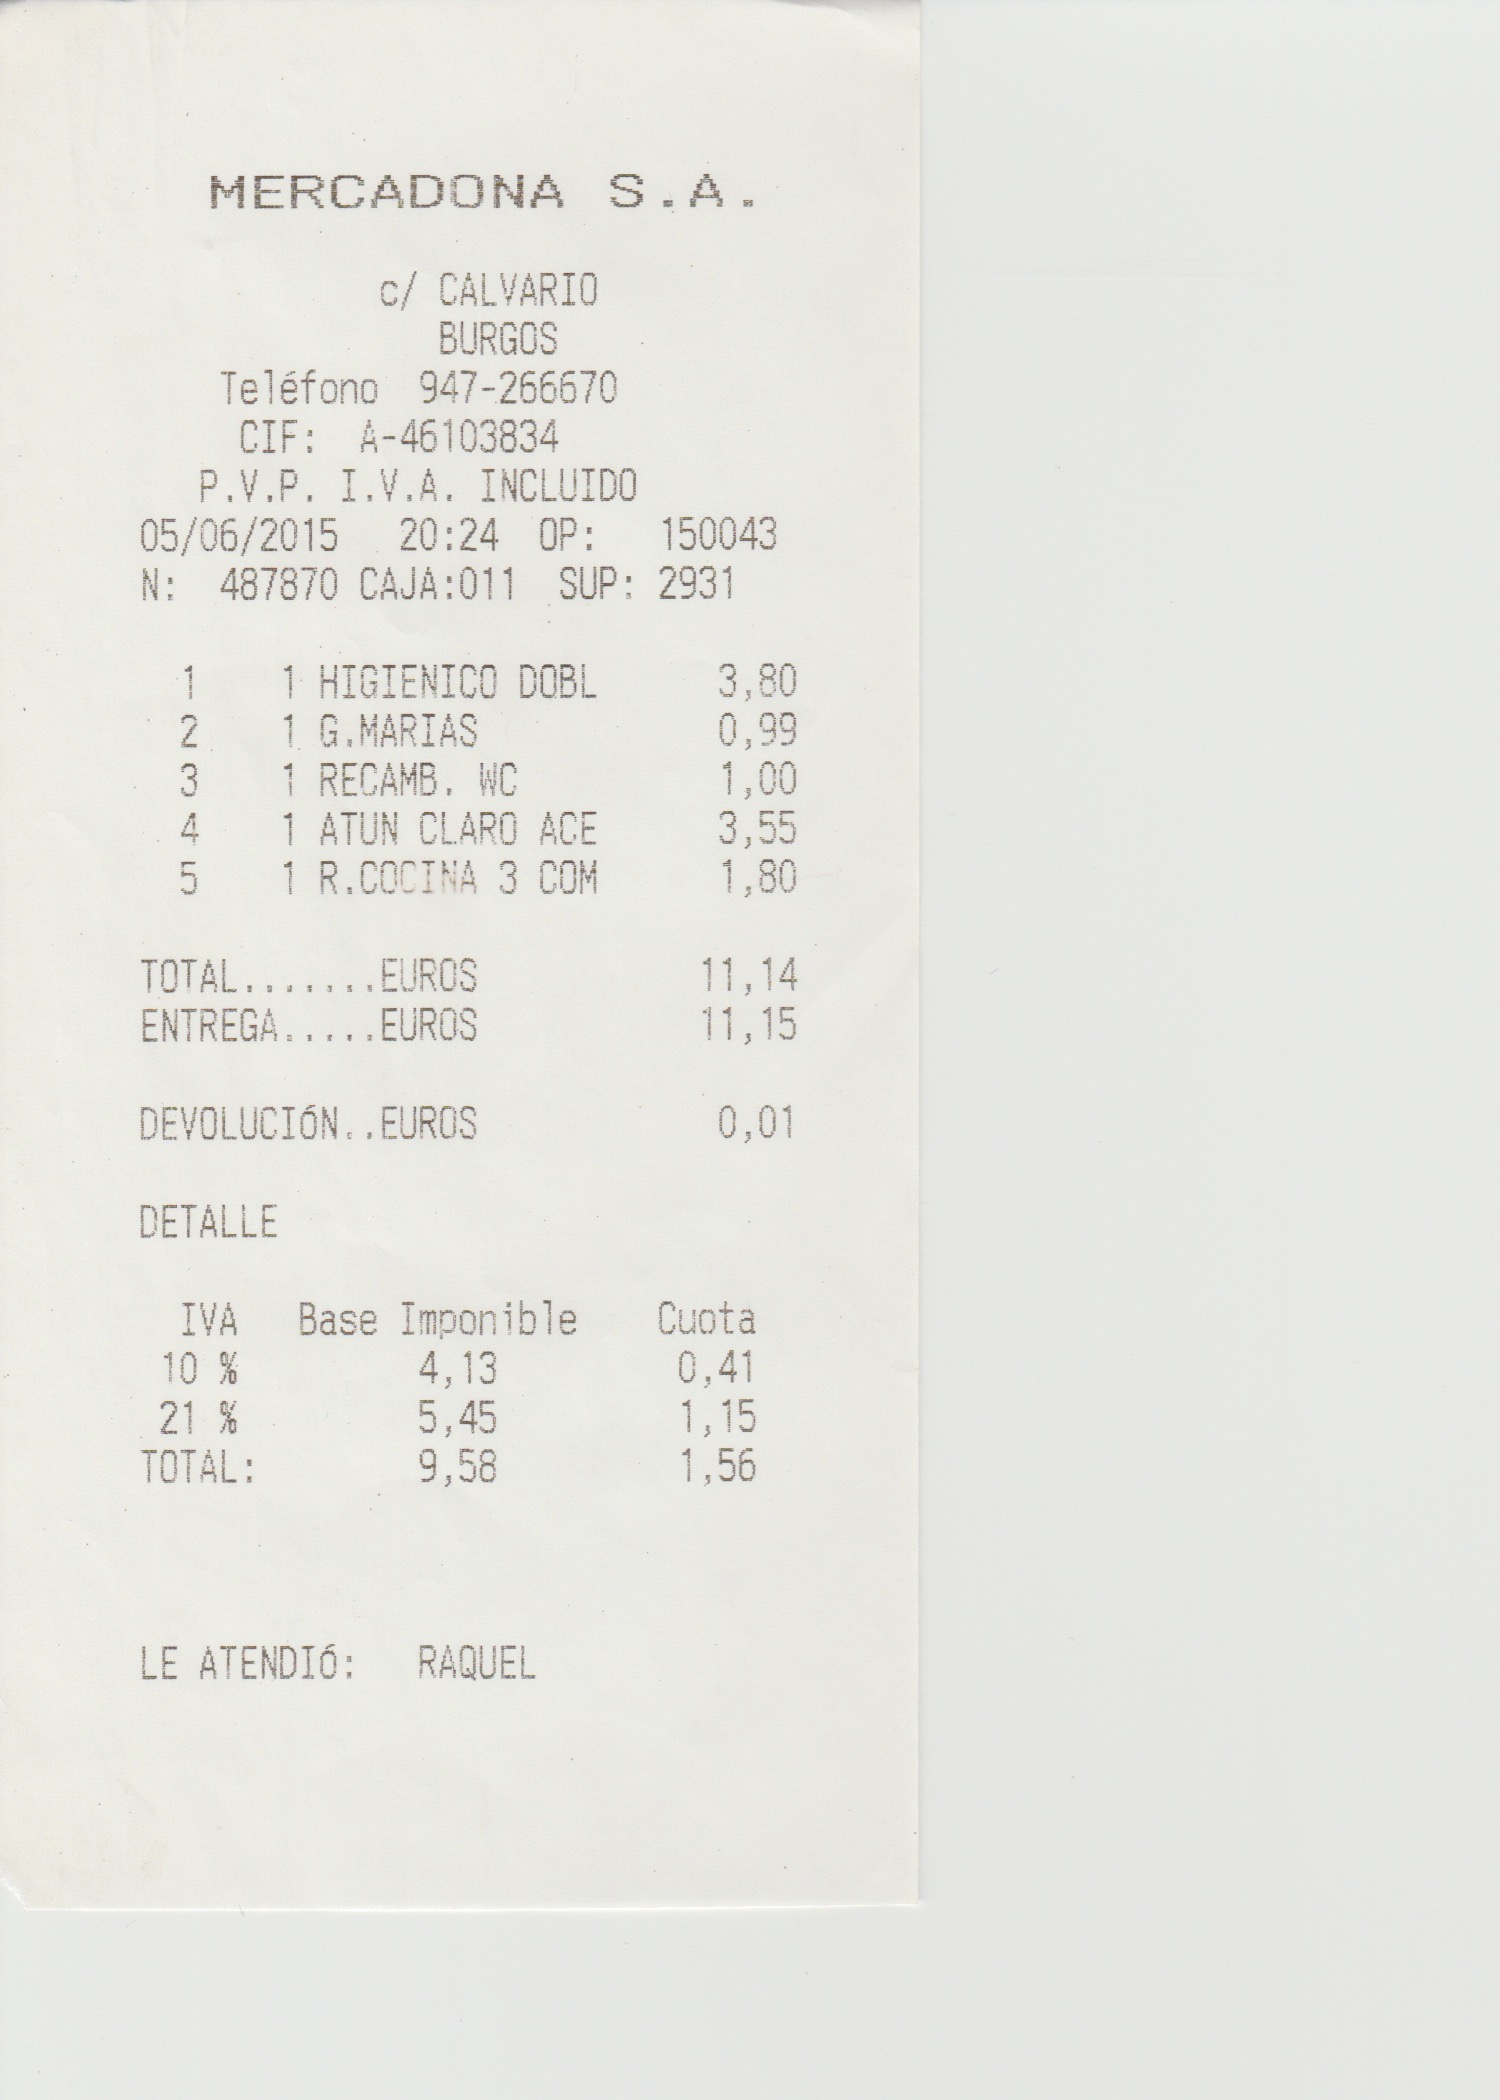 MERCADONA S.A.
c/ CALVARIO
BURGOS
Teléfono 947-266670
CIF: A-46103834
P.V.P. I.V.A. INCLUIDO
05/06/2015 20:24 OP: 150043
N: 487870 CAJA:011 SUP: 2931
1 1 HIGIENICO DOBL 3,80
2 1 G.MARIAS 0,99
3 1 RECAMB. WC 1,00
4 1 ATUN CLARO ACE 3,55
5 1 R.COCINA 3 COM 1,80
TOTAL.......EUROS 11,14
ENTREGA.....EUROS 11,15
DEVOLUCIÓN..EUROS 0,01
DETALLE
IVA Base Imponible Cuota
10 % 4,13 0,41
21 % 5,45 1,15
TOTAL: 9,58 1,56
LE ATENDIÓ: RAQUEL